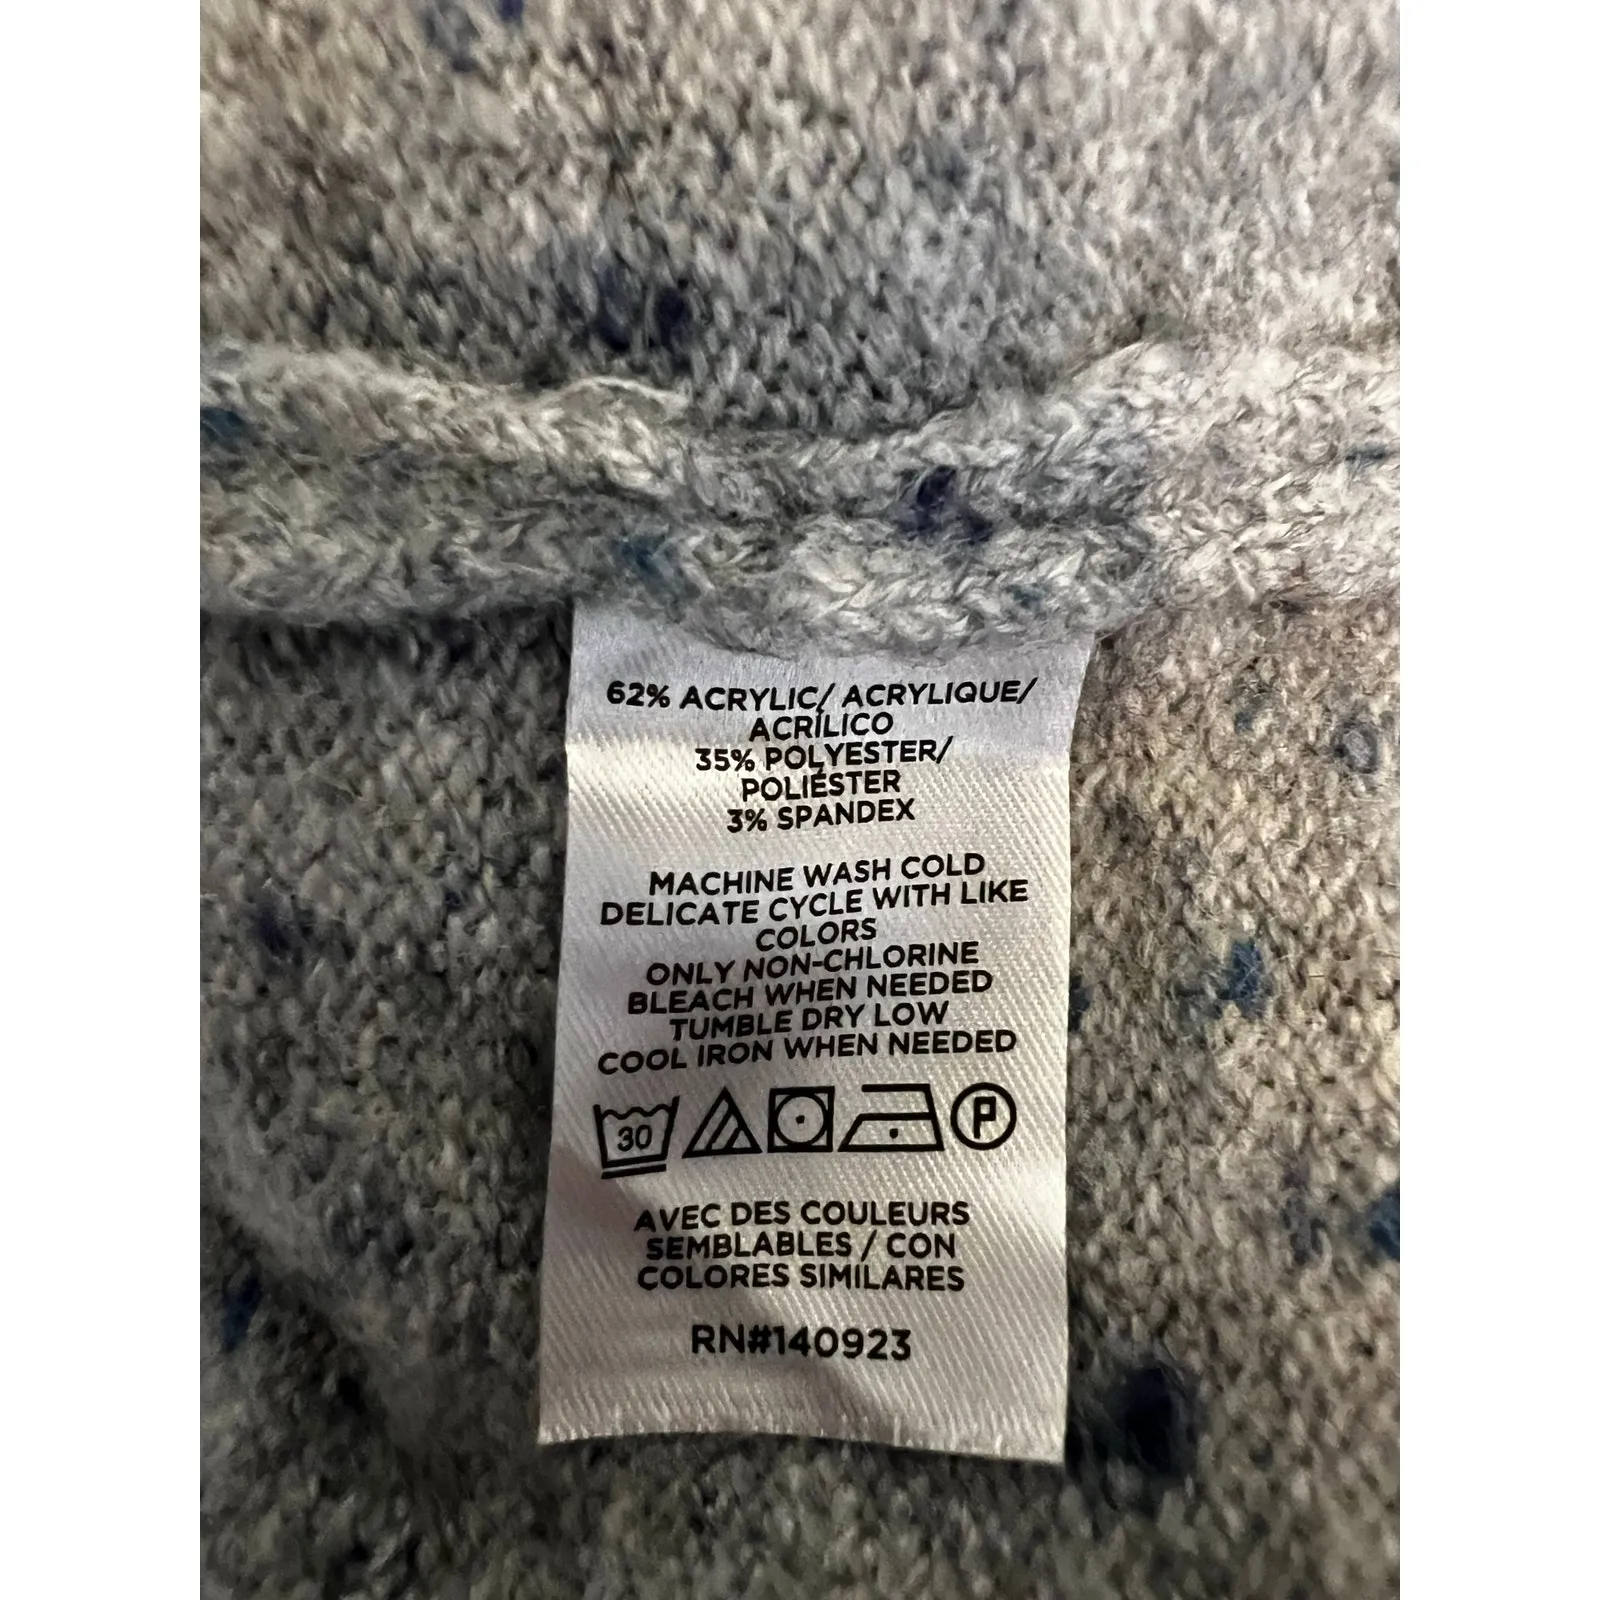 62% ACRYLIC/ ACRYLIQUE/
ACRÍLICO
35% POLYESTER/
POLIÉSTER
3% SPANDEX
MACHINE WASH COLD
DELICATE CYCLE WITH LIKE
COLORS
ONLY NON-CHLORINE
BLEACH WHEN NEEDED
TUMBLE DRY LOW
COOL IRON WHEN NEEDED
30 P
AVEC DES COULEURS
SEMBLABLES / CON
COLORES SIMILARES
RN#140923